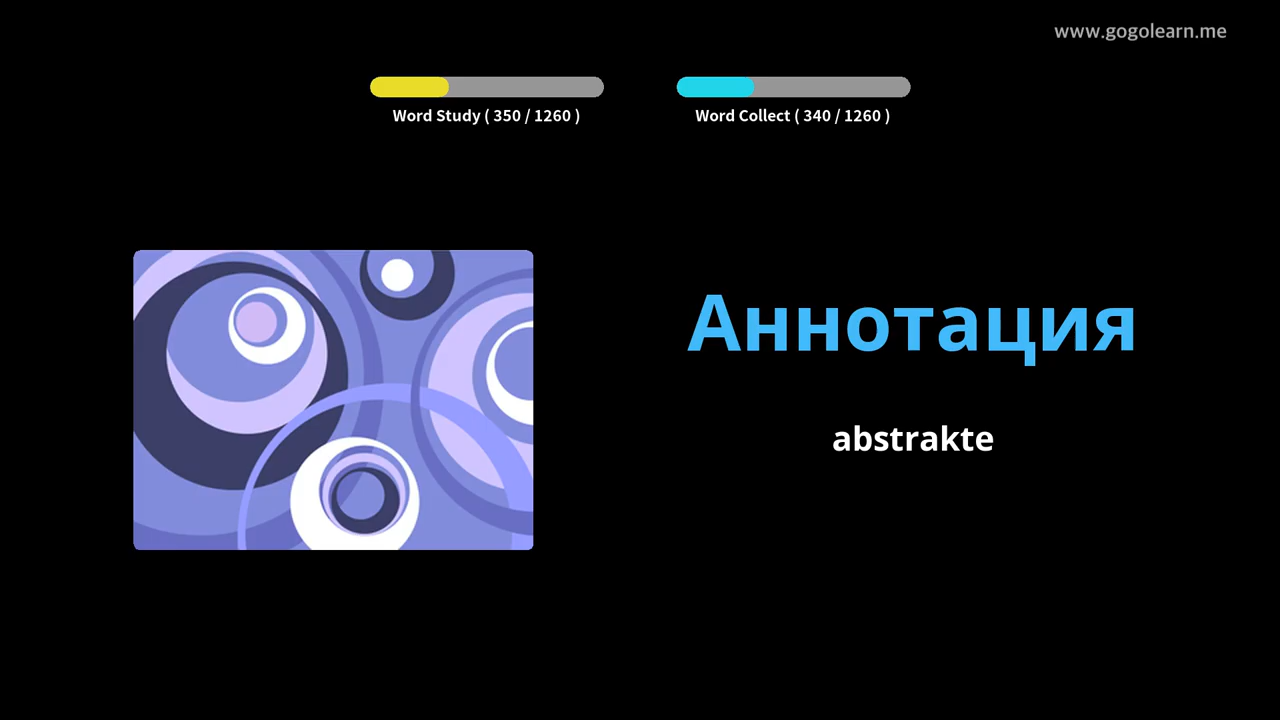 www.gogolearn.me
Word Study ( 350 / 1260 )
Word Collect ( 340 / 1260 )
Аннотация
abstrakte